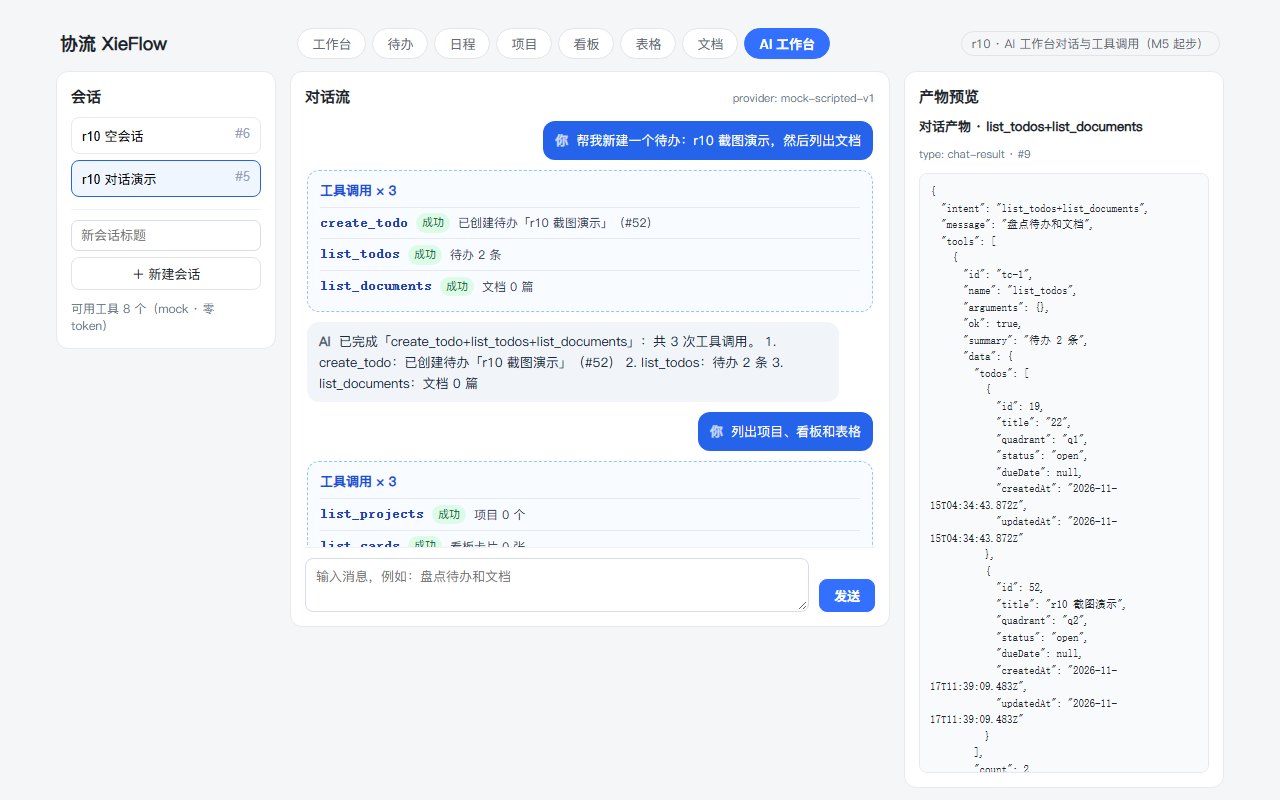 协流 XieFlow
工作台
待办
日程
项目
看板
表格
文档
AI 工作台
r10 · AI 工作台对话与工具调用（M5 起步）
会话
r10 空会话 #6
r10 对话演示 #5
新会话标题
＋ 新建会话
可用工具 8 个（mock · 零
token）
对话流
provider: mock-scripted-v1
你 帮我新建一个待办：r10 截图演示，然后列出文档
工具调用 × 3
create_todo 成功 已创建待办「r10 截图演示」（#52）
list_todos 成功 待办 2 条
list_documents 成功 文档 0 篇
AI 已完成「create_todo+list_todos+list_documents」：共 3 次工具调用。 1.
create_todo：已创建待办「r10 截图演示」（#52） 2. list_todos：待办 2 条 3.
list_documents：文档 0 篇
你 列出项目、看板和表格
工具调用 × 3
list_projects 成功 项目 0 个
list_cards 成功 看板卡片 0 张
输入消息，例如：盘点待办和文档
发送
产物预览
对话产物 · list_todos+list_documents
type: chat-result · #9
{
"intent": "list_todos+list_documents",
"message": "盘点待办和文档",
"tools": [
{
"id": "tc-1",
"name": "list_todos",
"arguments": {},
"ok": true,
"summary": "待办 2 条",
"data": {
"todos": [
{
"id": 19,
"title": "22",
"quadrant": "q1",
"status": "open",
"dueDate": null,
"createdAt": "2026-11-
15T04:34:43.872Z",
"updatedAt": "2026-11-
15T04:34:43.872Z"
},
{
"id": 52,
"title": "r10 截图演示",
"quadrant": "q2",
"status": "open",
"dueDate": null,
"createdAt": "2026-11-
17T11:39:09.483Z",
"updatedAt": "2026-11-
17T11:39:09.483Z"
}
],
"count": 2